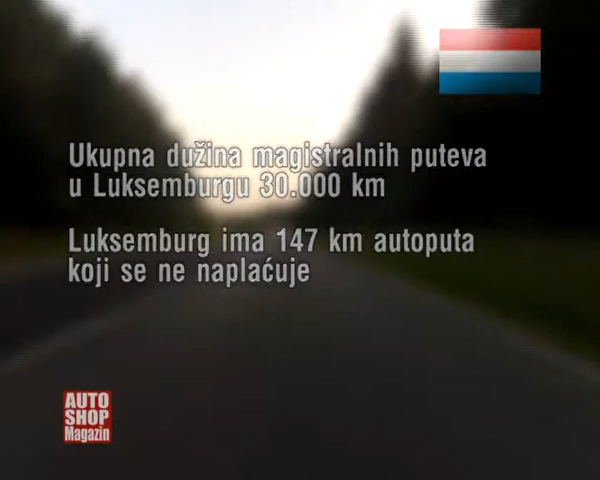 Ukupna dužina magistralnih puteva
u Luksemburgu 30.000 km
Luksemburg ima 147 km autoputa
koji se ne naplaćuje
AUTO
SHOP
Magazin